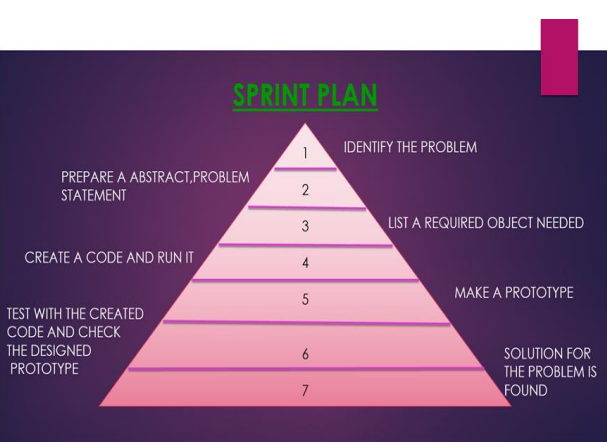 SPRINT PLAN
1
IDENTIFY THE PROBLEM
PREPARE A ABSTRACT,PROBLEM
STATEMENT
2
3
LIST A REQUIRED OBJECT NEEDED
CREATE A CODE AND RUN IT
4
5
MAKE A PROTOTYPE
TEST WITH THE CREATED
CODE AND CHECK
THE DESIGNED
PROTOTYPE
6
SOLUTION FOR
THE PROBLEM IS
FOUND
7